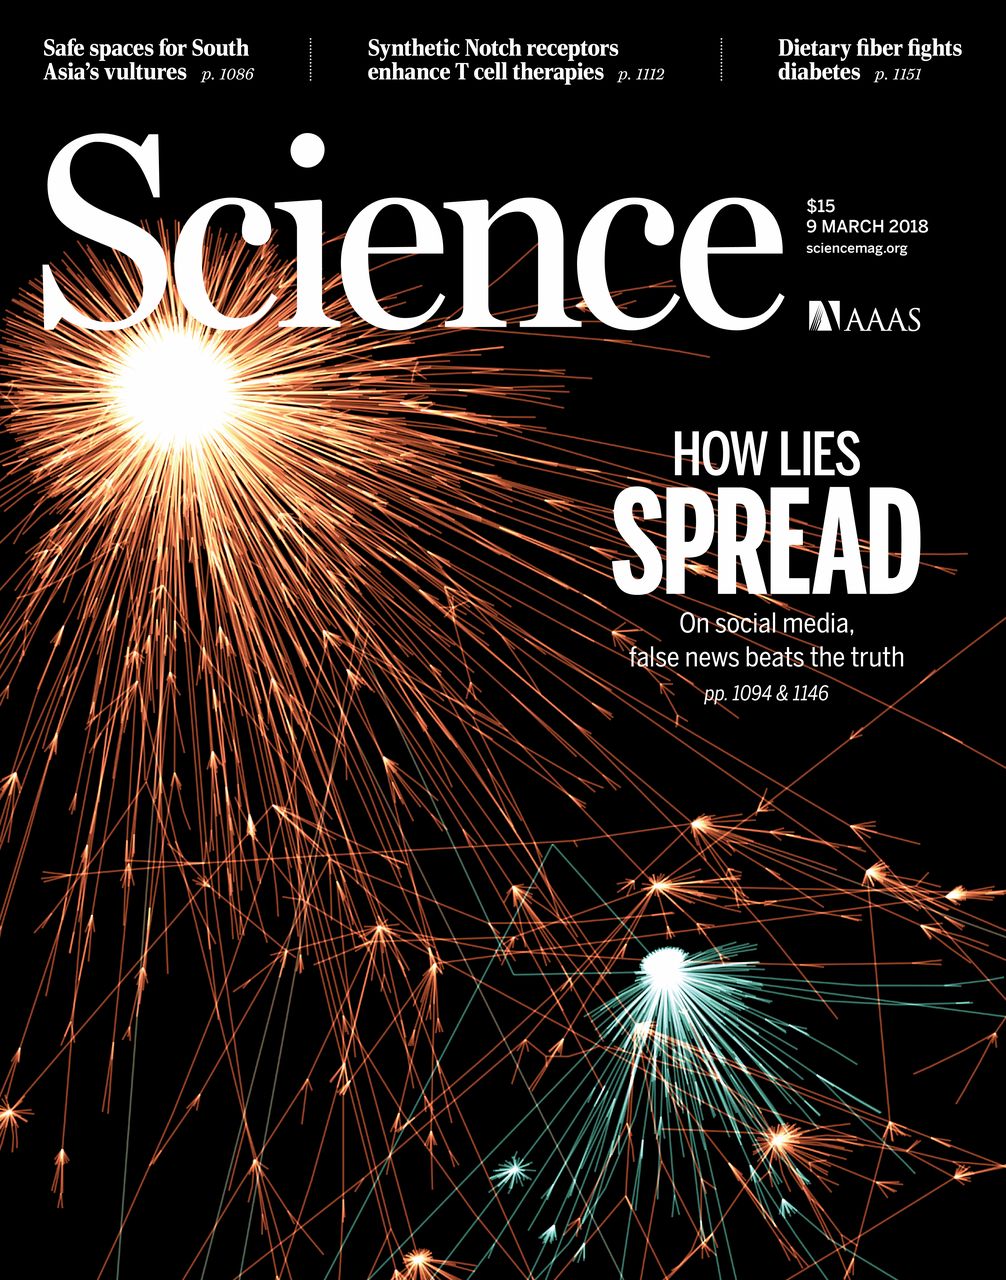 Safe spaces for South
Asia’s vultures p. 1086
Synthetic Notch receptors
enhance T cell therapies p. 1112
Dietary fiber fights
diabetes p. 1151
Science
$15
9 MARCH 2018
sciencemag.org
AAAS
HOW LIES
SPREAD
On social media,
false news beats the truth
pp. 1094 & 1146